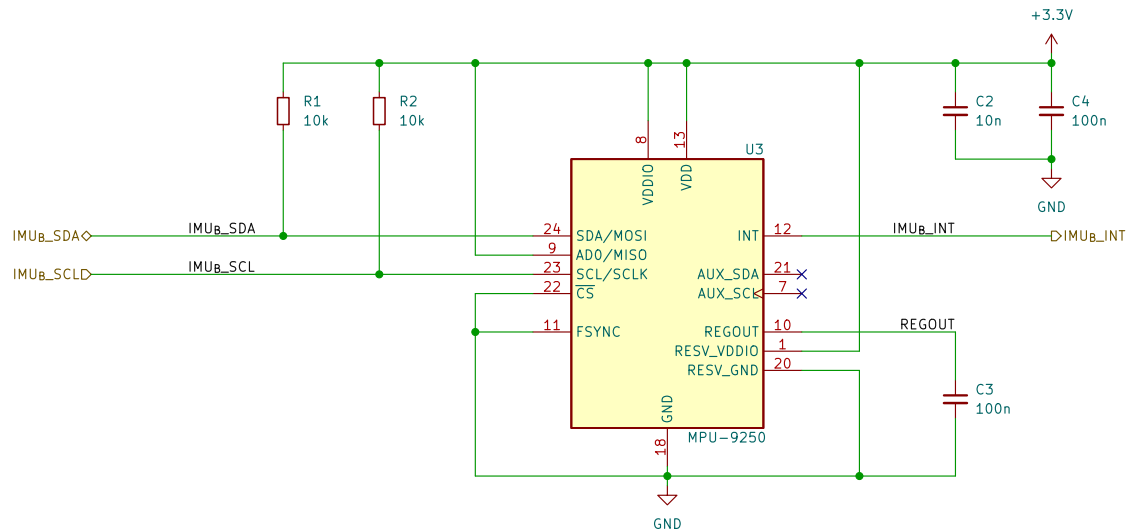 +3.3V
R1
10k
R2
10k
C2
10n
C4
100n
8
13
U3
VDDIO
VDD
GND
IMUB_SDA
IMUB_SDA
24
SDA/MOSI
INT
12
IMUB_INT
IMUB_INT
9
AD0/MISO
IMUB_SCL
IMUB_SCL
23
SCL/SCLK
AUX_SDA
21
22
CS
AUX_SCL
7
11
FSYNC
REGOUT
10
REGOUT
RESV_VDDIO
1
RESV_GND
20
C3
100n
GND
18
MPU-9250
GND